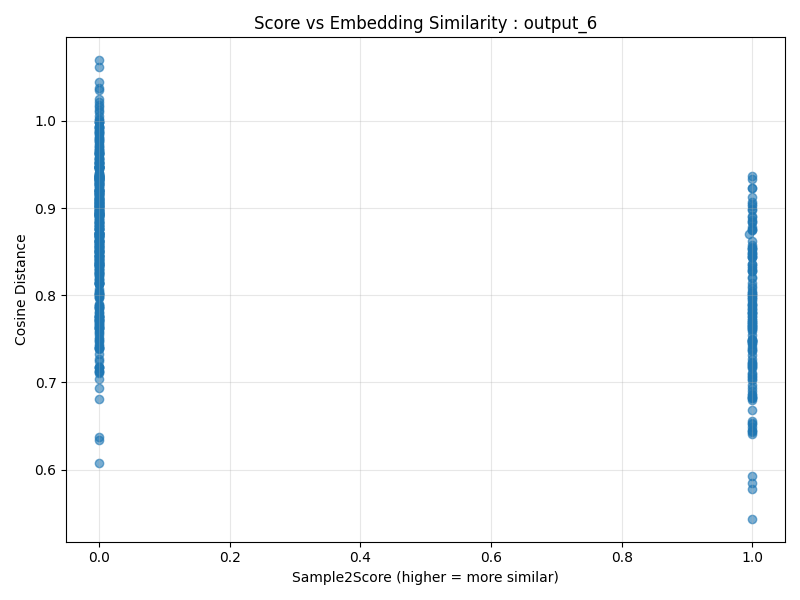 Score vs Embedding Similarity : output_6
Cosine Distance
1.0
0.9
0.8
0.7
0.6
0.0 0.2 0.4 0.6 0.8 1.0
Sample2Score (higher = more similar)